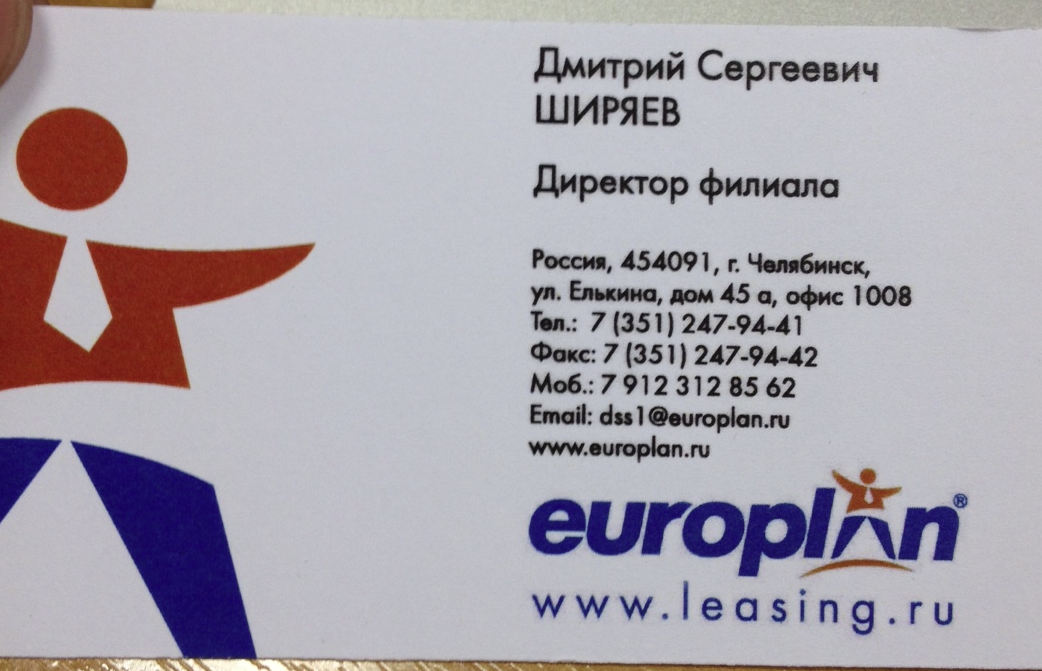 Дмитрий Сергеевич
ШИРЯЕВ
Директор филиала
Россия, 454091, г. Челябинск,
ул. Елькина, дом 45 а, офис 1008
Тел.: 7 (351) 247-94-41
Факс: 7 (351) 247-94-42
Моб.: 7 912 312 85 62
Email: dss1@europlan.ru
www.europlan.ru
europlan®
www.leasing.ru